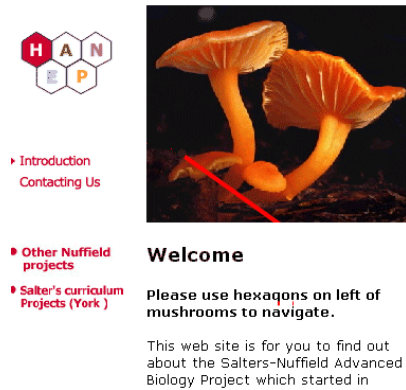 H A N
E P
Introduction
Contacting Us
Other Nuffield
projects
Salter's curriculum
Projects (York )
Welcome
Please use hexagons on left of
mushrooms to navigate.
This web site is for you to find out
about the Salters-Nuffield Advanced
Biology Project which started in